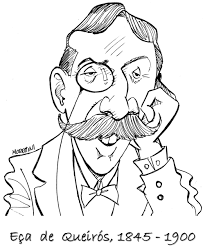 Eça de Queirós, 1845 - 1900